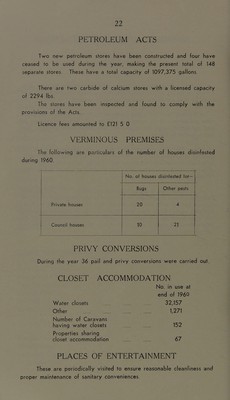 22
PETROLEUM ACTS
Two new petroleum stores have been constructed and four have
ceased to be used during the year, making the present total of 148
separate stores. These have a total capacity of 1097,375 gallons.
There are two carbide of calcium stores with a licensed capacity
of 2294 lbs.
The stores have been inspected and found to comply with the
provisions of the Acts.
Licence fees amounted to £121 5 0
VERMINOUS PREMISES
The following are particulars of the number of houses disinfested
during 1960.
No. of houses disinfested for—
Bugs Other pests
Private houses 20 4
Council houses 10 21
PRIVY CONVERSIONS
During the year 36 pail and privy conversions were carried out.
CLOSET ACCOMMODATION
No. in use at
end of 1960
Water closets 32,157
Other 1,271
Number of Caravans
having water closets 152
Properties sharing
closet accommodation 67
PLACES OF ENTERTAINMENT
These are periodically visited to ensure reasonable cleanliness and
proper maintenance of sanitary conveniences.